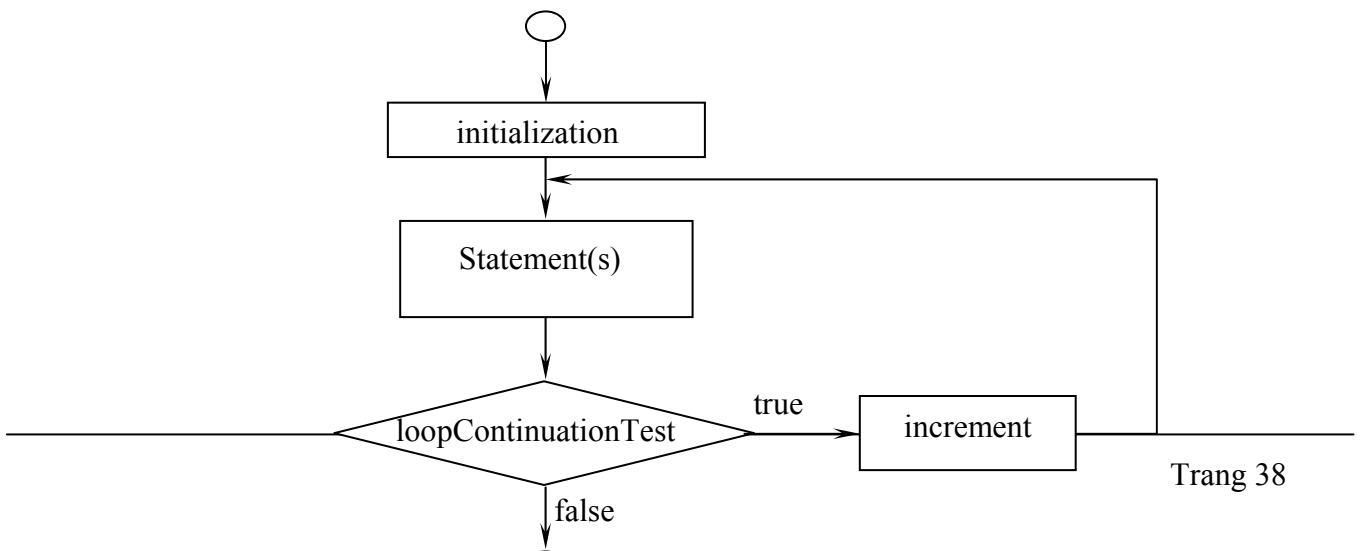 initialization
Statement(s)
true
loopContinuationTest
increment
Trang 38
false